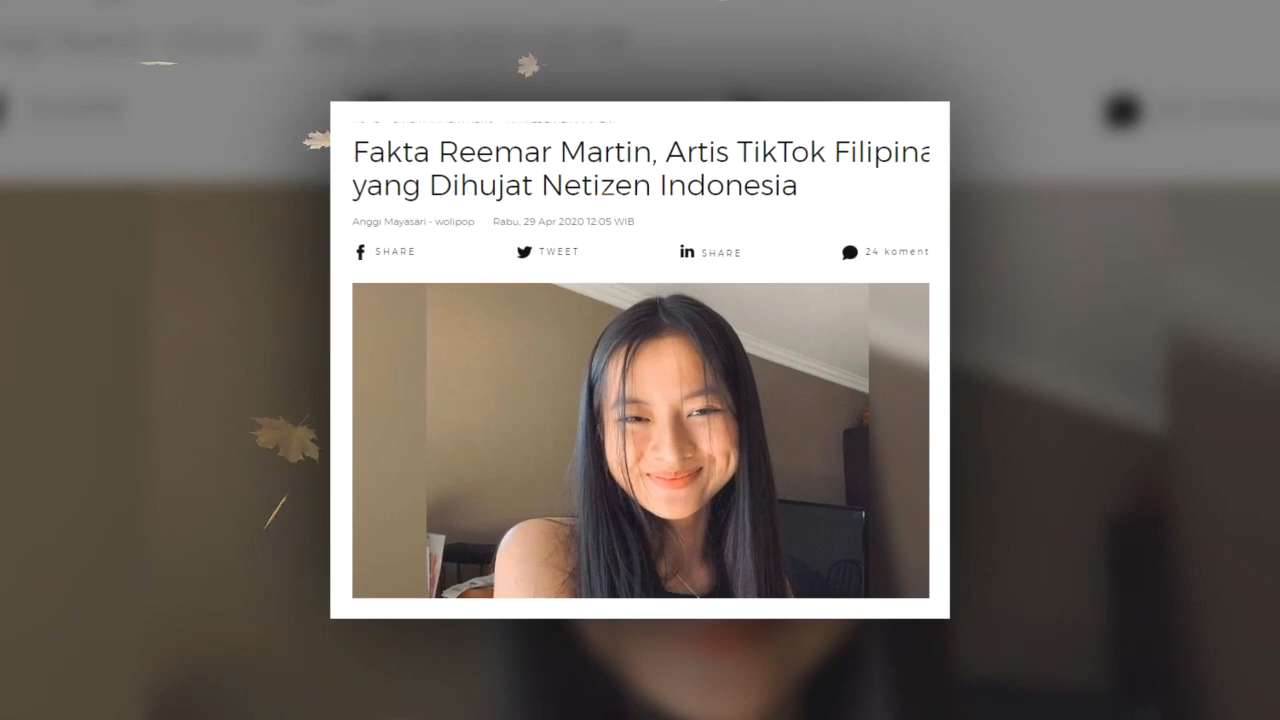 Fakta Reemar Martin, Artis TikTok Filipina
yang Dihujat Netizen Indonesia
Anggi Mayasari - wolipop Rabu, 29 Apr 2020 12:05 WIB
SHARE TWEET SHARE 24 koment